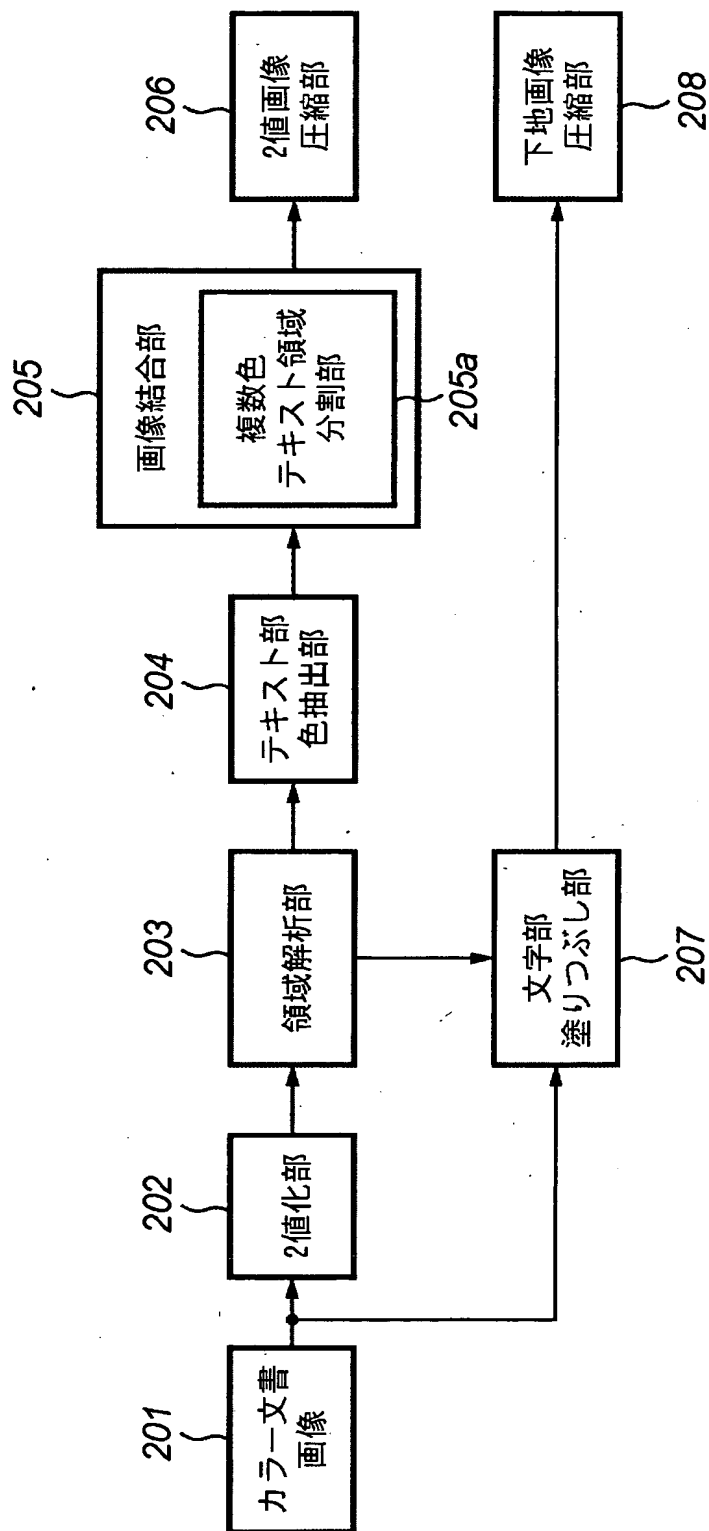 201
カラー文書
画像
202
2値化部
203
領域解析部
204
テキスト部
色抽出部
205
画像結合部
複数色
テキスト領域
分割部
205a
206
2値画像
圧縮部
文字部
塗りつぶし部
207
下地画像
圧縮部
208